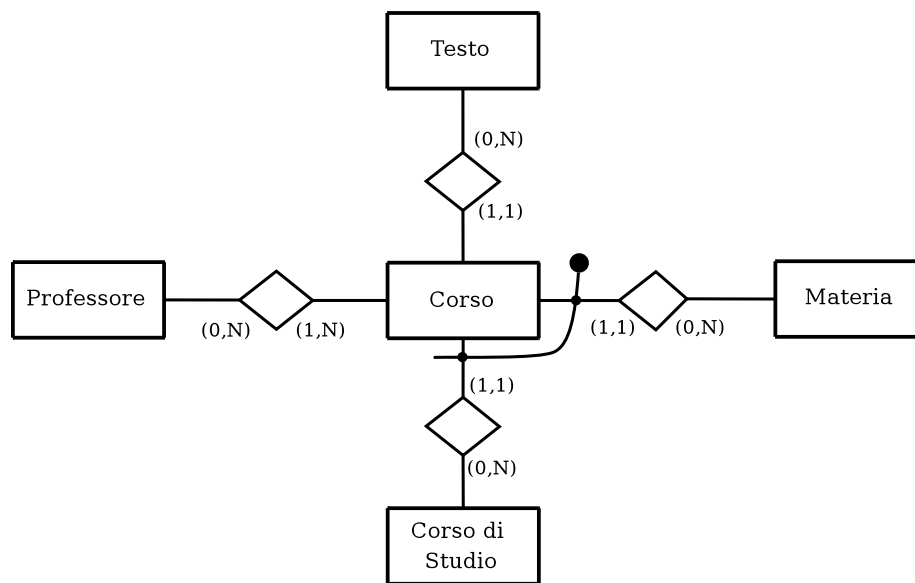 Testo
(0,N)
(1,1)
Professore
(0,N)
(1,N)
Corso
(1,1)
(0,N)
Materia
(1,1)
(0,N)
Corso di
Studio